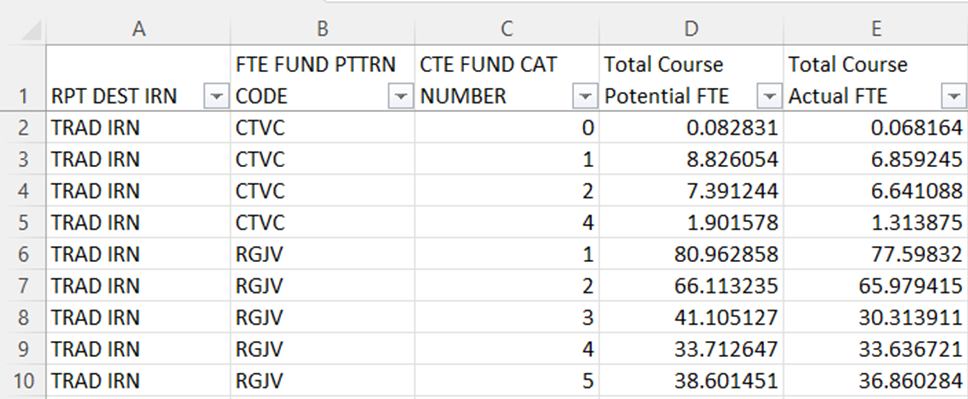 A B C D E
FTE FUND PTTRN CTE FUND CAT Total Course Total Course
1 RPT DEST IRN CODE NUMBER Potential FTE Actual FTE
2 TRAD IRN CTVC 0 0.082831 0.068164
3 TRAD IRN CTVC 1 8.826054 6.859245
4 TRAD IRN CTVC 2 7.391244 6.641088
5 TRAD IRN CTVC 4 1.901578 1.313875
6 TRAD IRN RGJV 1 80.962858 77.59832
7 TRAD IRN RGJV 2 66.113235 65.979415
8 TRAD IRN RGJV 3 41.105127 30.313911
9 TRAD IRN RGJV 4 33.712647 33.636721
10 TRAD IRN RGJV 5 38.601451 36.860284